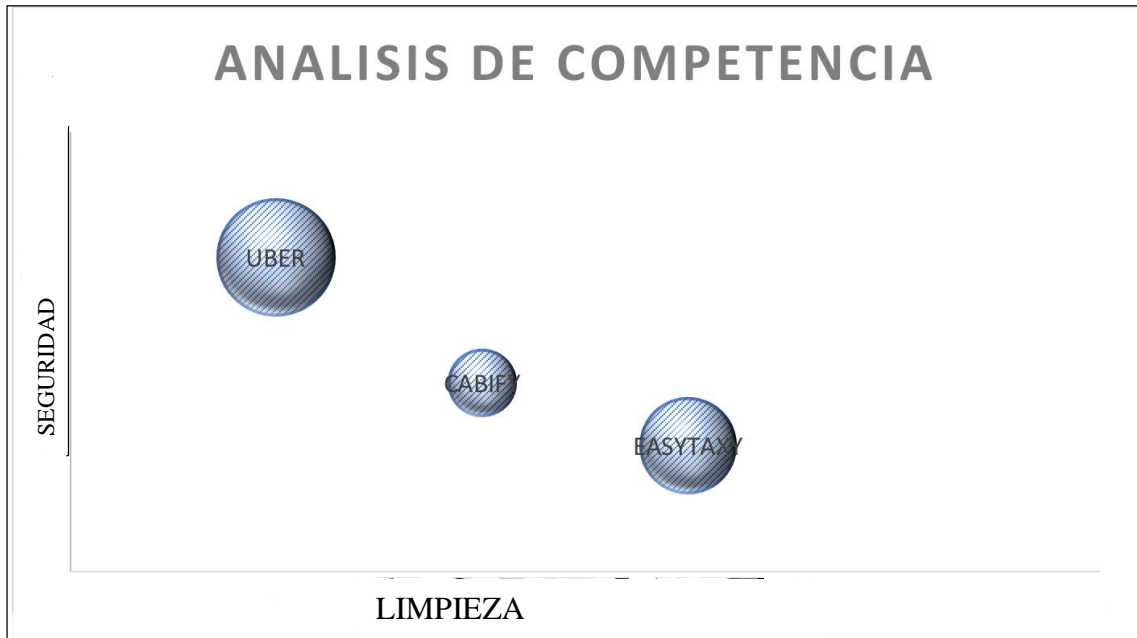 ANALISIS DE COMPETENCIA
UBER
CABIFY
EASYTAXY
SEGURIDAD
LIMPIEZA